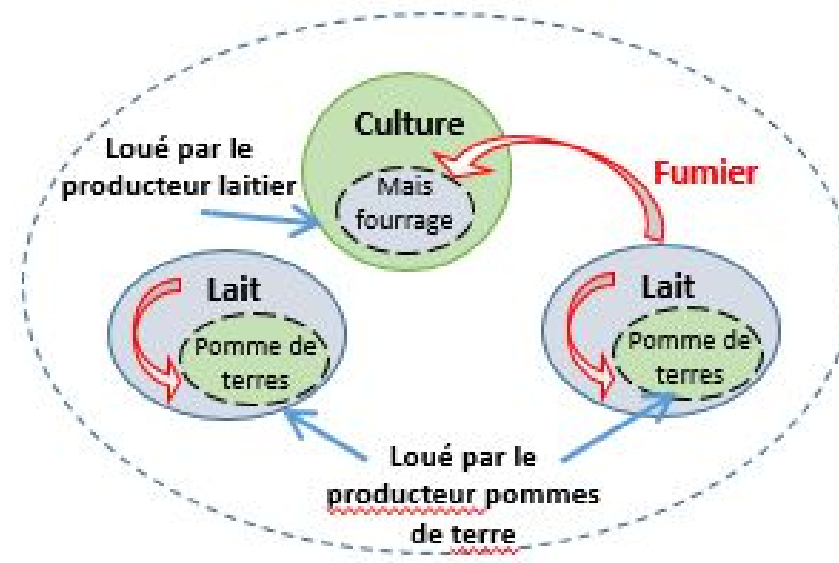 Culture
Loué par le
producteur laitier
Mais
fourrage
Fumier
Lait
Pomme de
terres
Lait
Pomme de
terres
Loué par le
producteur pommes
de terre